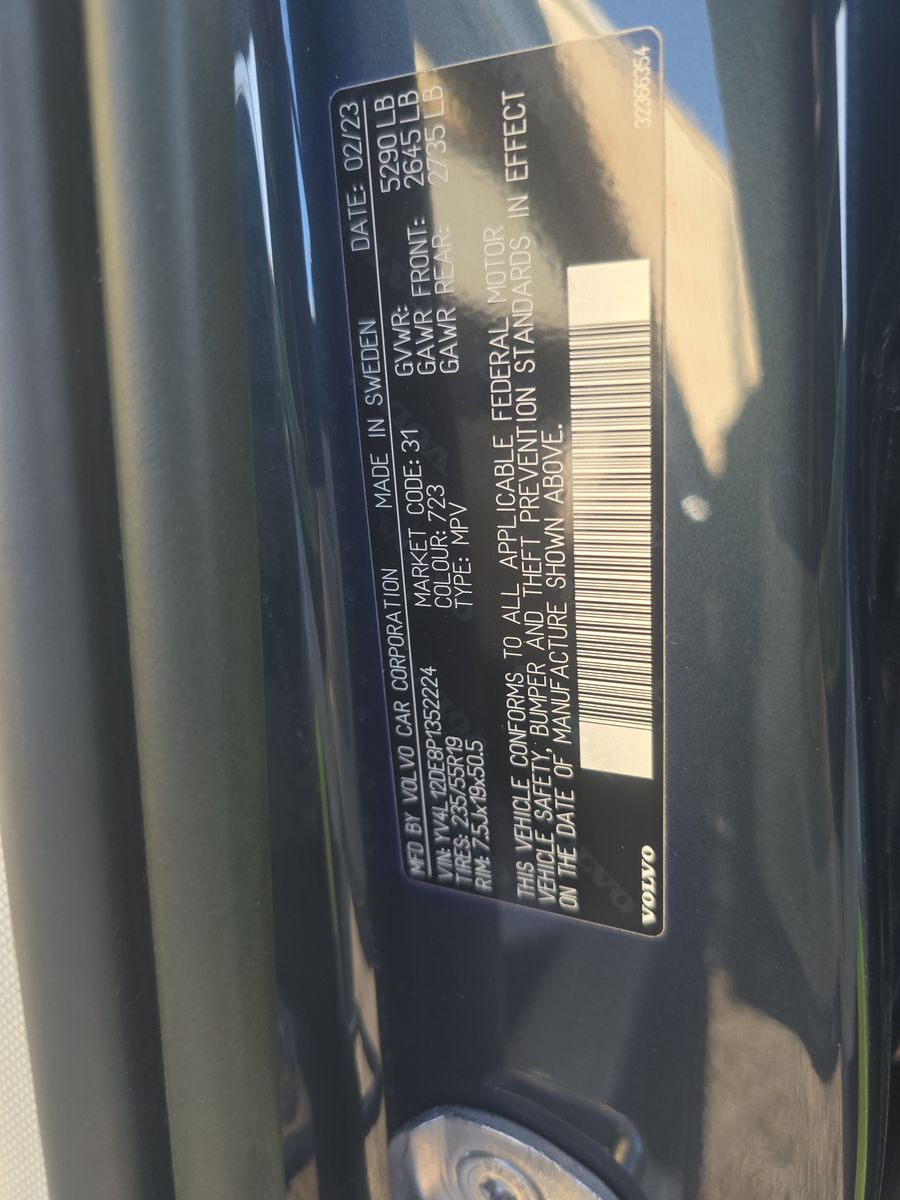 MFD BY VOLVO CAR CORPORATION MADE IN SWEDEN DATE: 02/23
VIN: YV4L12DE8P1352224 MARKET CODE: 31 GVWR: 5290 LB
TIRES: 235/55R19 COLOUR: 723 GAWR FRONT: 2645 LB
RIM: 7.5Jx19x50.5 TYPE: MPV GAWR REAR: 2735 LB
THIS VEHICLE CONFORMS TO ALL APPLICABLE FEDERAL MOTOR
VEHICLE SAFETY, BUMPER AND THEFT PREVENTION STANDARDS IN EFFECT
ON THE DATE OF MANUFACTURE SHOWN ABOVE.
VOLVO 32366354